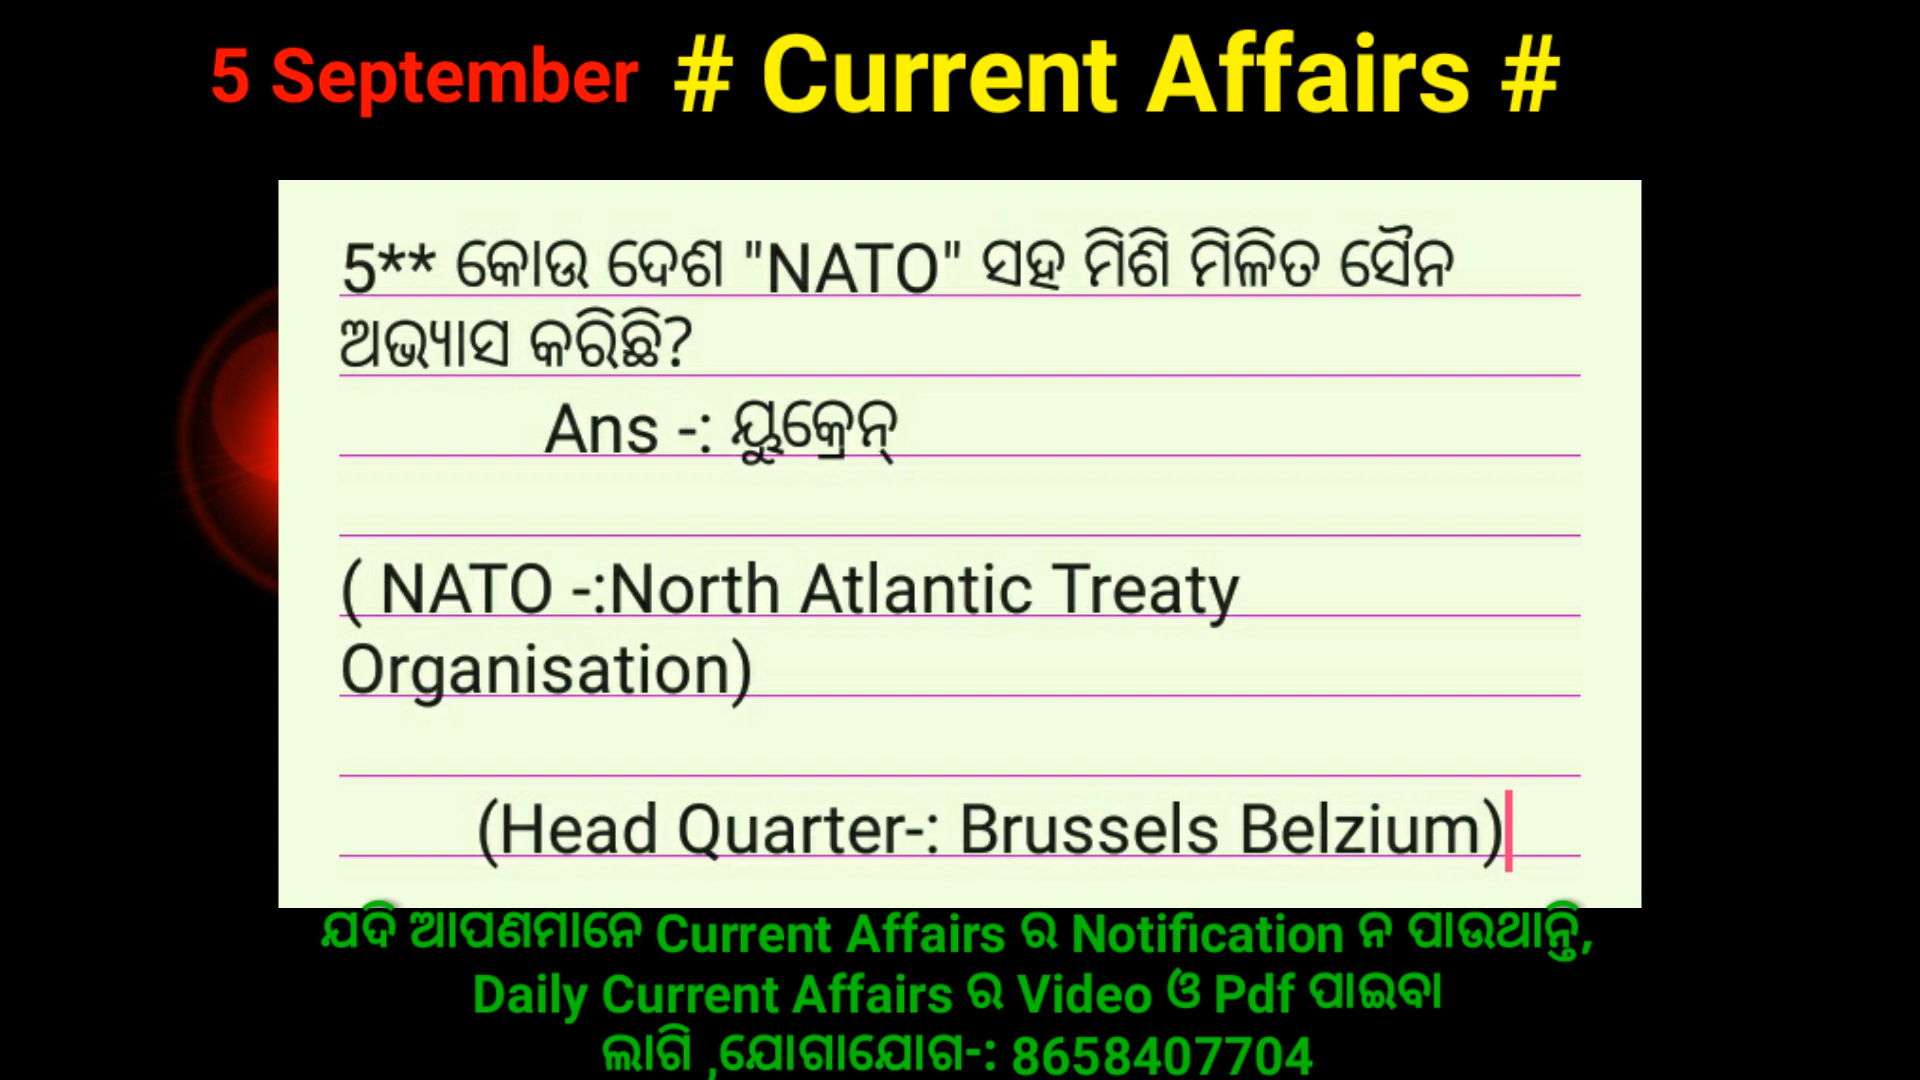 5 September # Current Affairs #
5** କୋଉ ଦେଶ "NATO" ସହ ମିଶି ମିଳିତ ସୈନ
ଅଭ୍ୟାସ କରିଛି?
Ans -: ୟୁକ୍ରେନ୍
( NATO -:North Atlantic Treaty
Organisation)
(Head Quarter-: Brussels Belzium)
ଯଦି ଆପଣମାନେ Current Affairs ର Notification ନ ପାଉଥାନ୍ତି,
Daily Current Affairs ର Video ଓ Pdf ପାଇବା
ଲାଗି ,ଯୋଗାଯୋଗ-: 8658407704